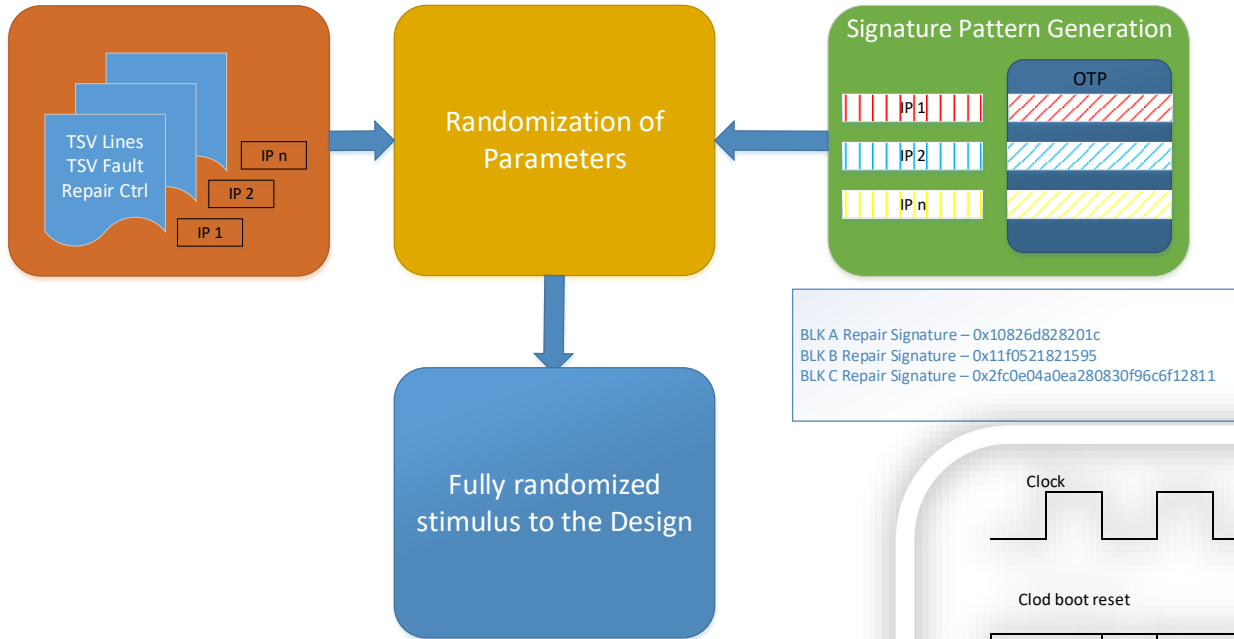 TSV Lines
TSV Fault
Repair Ctrl
IP n
IP 2
IP 1
Randomization of
Parameters
Signature Pattern Generation
OTP
IP 1
IP 2
IP n
Fully randomized
stimulus to the Design
BLK A Repair Signature – 0x10826d828201c
BLK B Repair Signature – 0x11f0521821595
BLK C Repair Signature – 0x2fc0e04a0ea280830f96c6f12811
Clock
Clod boot reset